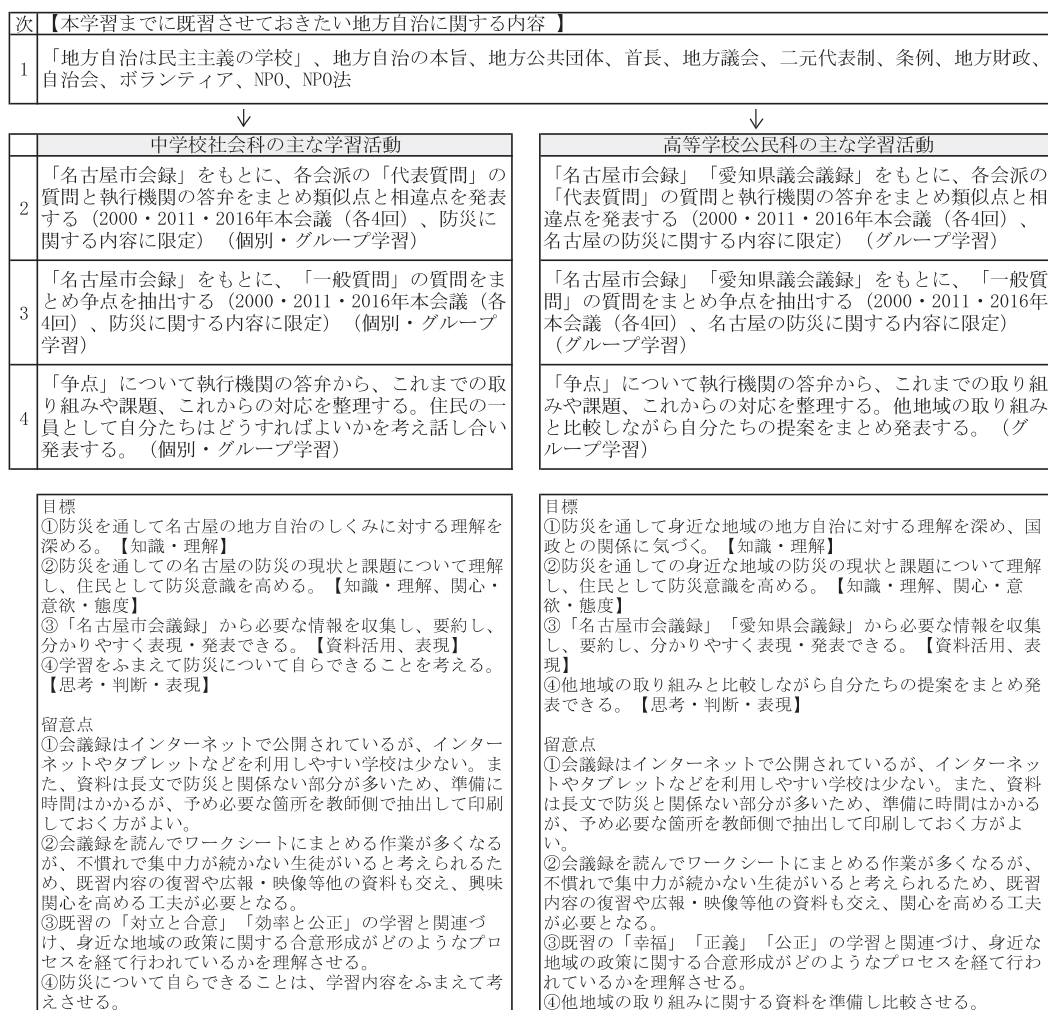 次 【本学習までに既習させておきたい地方自治に関する内容 】
1 「地方自治は民主主義の学校」、地方自治の本旨、地方公共団体、首長、地方議会、二元代表制、条例、地方財政、
自治会、ボランティア、NPO、NPO法
↓ ↓
中学校社会科の主な学習活動
2 「名古屋市会録」をもとに、各会派の「代表質問」の
質問と執行機関の答弁をまとめ類似点と相違点を発表
する（2000・2011・2016年本会議（各4回）、防災に
関する内容に限定）（個別・グループ学習）
3 「名古屋市会録」をもとに、「一般質問」の質問をま
とめ争点を抽出する（2000・2011・2016年本会議（各
4回）、防災に関する内容に限定）（個別・グループ
学習）
4 「争点」について執行機関の答弁から、これまでの取
り組みや課題、これからの対応を整理する。住民の一
員として自分たちはどうすればよいかを考え話し合い
発表する。（個別・グループ学習）
高等学校公民科の主な学習活動
「名古屋市会録」「愛知県議会議録」をもとに、各会派の
「代表質問」の質問と執行機関の答弁をまとめ類似点と相
違点を発表する（2000・2011・2016年本会議（各4回）、
名古屋の防災に関する内容に限定）（グループ学習）
「名古屋市会録」「愛知県議会議録」をもとに、「一般質
問」の質問をまとめ争点を抽出する（2000・2011・2016年
本会議（各4回）、名古屋の防災に関する内容に限定）
（グループ学習）
「争点」について執行機関の答弁から、これまでの取り組
みや課題、これからの対応を整理する。他地域の取り組み
と比較しながら自分たちの提案をまとめ発表する。（グ
ループ学習）
目標
①防災を通して名古屋の地方自治のしくみに対する理解を
深める。【知識・理解】
②防災を通しての名古屋の防災の現状と課題について理解
し、住民として防災意識を高める。【知識・理解、関心・
意欲・態度】
③「名古屋市会議録」から必要な情報を収集し、要約し、
分かりやすく表現・発表できる。【資料活用、表現】
④学習をふまえて防災について自らできることを考える。
【思考・判断・表現】
留意点
①会議録はインターネットで公開されているが、インター
ネットやタブレットなどを利用しやすい学校は少ない。ま
た、資料は長文で防災と関係ない部分が多いため、準備に
時間はかかるが、予め必要な箇所を教師側で抽出して印刷
しておく方がよい。
②会議録を読んでワークシートにまとめる作業が多くなる
が、不慣れで集中力が続かない生徒がいると考えられるた
め、既習内容の復習や広報・映像等他の資料も交え、興味
関心を高める工夫が必要となる。
③既習の「対立と合意」「効率と公正」の学習と関連づ
け、身近な地域の政策に関する合意形成がどのようなプロ
セスを経て行われているかを理解させる。
④防災について自らできることは、学習内容をふまえて考
えさせる。
目標
①防災を通して身近な地域の地方自治に対する理解を深め、国
政との関係に気づく。【知識・理解】
②防災を通しての身近な地域の防災の現状と課題について理解
し、住民として防災意識を高める。【知識・理解、関心・意
欲・態度】
③「名古屋市会議録」「愛知県会議録」から必要な情報を収集
し、要約し、分かりやすく表現・発表できる。【資料活用、表
現】
④他地域の取り組みと比較しながら自分たちの提案をまとめ発
表できる。【思考・判断・表現】
留意点
①会議録はインターネットで公開されているが、インターネッ
トやタブレットなどを利用しやすい学校は少ない。また、資料
は長文で防災と関係ない部分が多いため、準備に時間はかかる
が、予め必要な箇所を教師側で抽出して印刷しておく方がよ
い。
②会議録を読んでワークシートにまとめる作業が多くなるが、
不慣れで集中力が続かない生徒がいると考えられるため、既習
内容の復習や広報・映像等他の資料も交え、関心を高める工夫
が必要となる。
③既習の「幸福」「正義」「公正」の学習と関連づけ、身近な
地域の政策に関する合意形成がどのようなプロセスを経て行わ
れているかを理解させる。
④他地域の取り組みに関する資料を準備し比較させる。